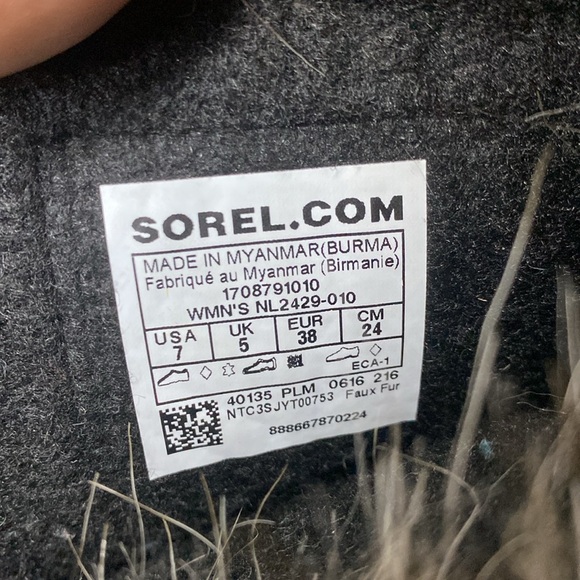 SOREL.COM
MADE IN MYANMAR(BURMA)
Fabriqué au Myanmar (Birmanie)
1708791010
WMN'S NL2429-010
USA UK EUR CM
7 5 38 24
ECA-1
40135 PLM 0616 216
NTC3SJYT00753 Faux Fur
888667870224